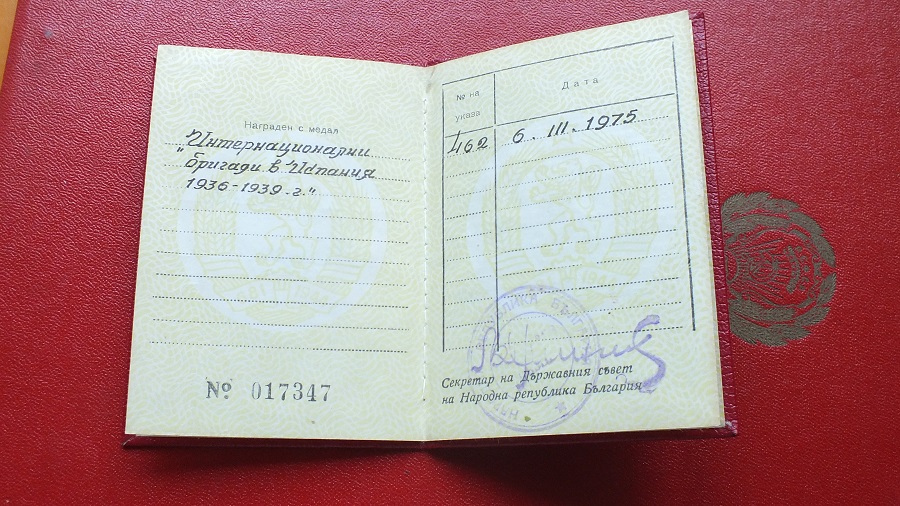 Награден с медал
"Интернационални
бригади в Испания
1936-1939.г."
№ 017347
№ на
указа
Дата
462
6. III. 1975
Секретар на Държавния съвет
на Народна република България